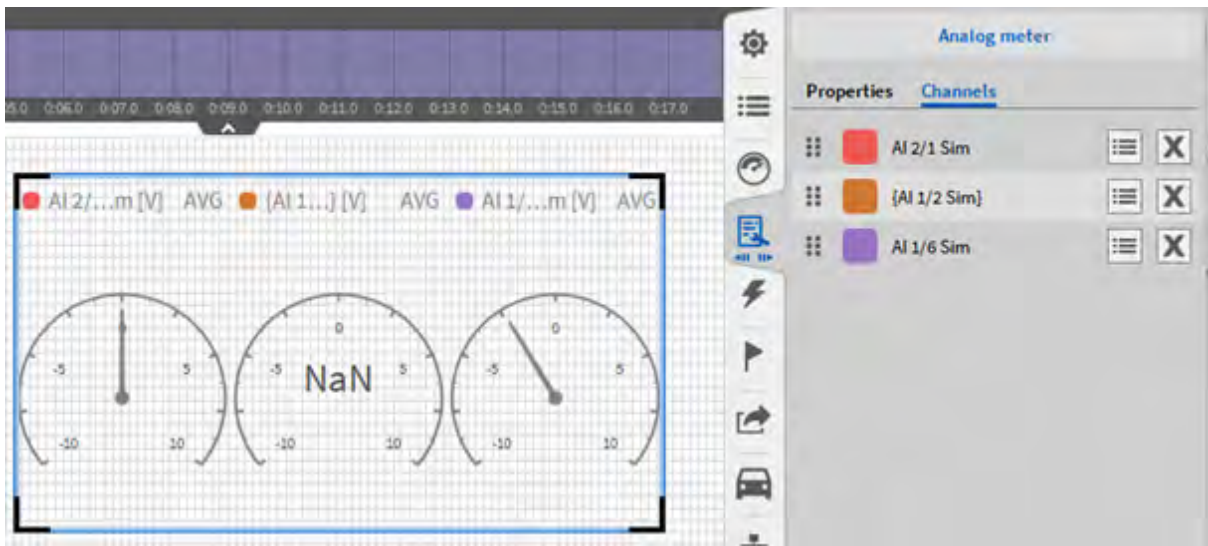 Analog meter
Properties Channels
AI 2/1 Sim
{AI 1/2 Sim}
AI 1/6 Sim
0:06.0 0:07.0 0:08.0 0:09.0 0:10.0 0:11.0 0:12.0 0:13.0 0:14.0 0:15.0 0:16.0 0:17.0
AI 2/...m [V] AVG {AI 1...} [V] AVG AI 1/...m [V] AVG
0 0 0
-5 5 -5 NaN 5 -5 5
-10 10 -10 10 -10 10